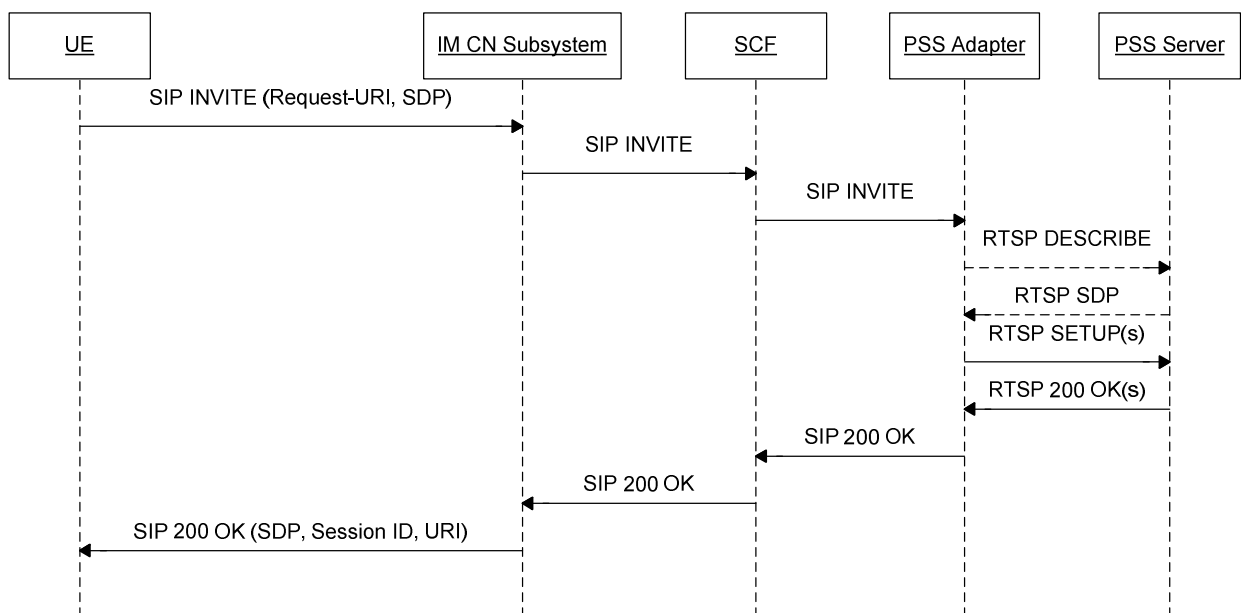 UE
IM CN Subsystem
SCF
PSS Adapter
PSS Server
SIP INVITE (Request-URI, SDP)
SIP INVITE
SIP INVITE
RTSP DESCRIBE
RTSP SDP
RTSP SETUP(s)
RTSP 200 OK(s)
SIP 200 OK
SIP 200 OK
SIP 200 OK (SDP, Session ID, URI)